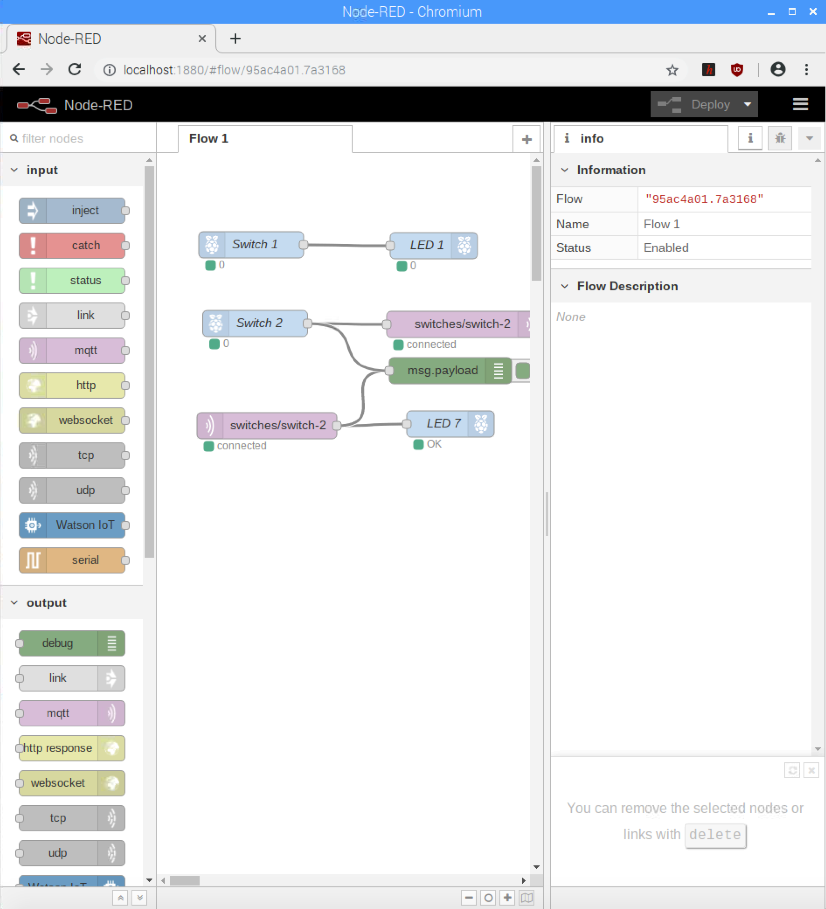 Node-RED - Chromium
Node-RED
localhost:1880/#flow/95ac4a01.7a3168
Node-RED
Deploy
filter nodes
input
inject
catch
status
link
mqtt
http
websocket
tcp
udp
Watson IoT
serial
output
debug
link
mqtt
http response
websocket
tcp
udp
Watson IoT
Flow 1
Switch 1
0
LED 1
0
Switch 2
0
switches/switch-2
connected
msg.payload
switches/switch-2
connected
LED 7
OK
info
Information
Flow "95ac4a01.7a3168"
Name Flow 1
Status Enabled
Flow Description
None
You can remove the selected nodes or
links with delete